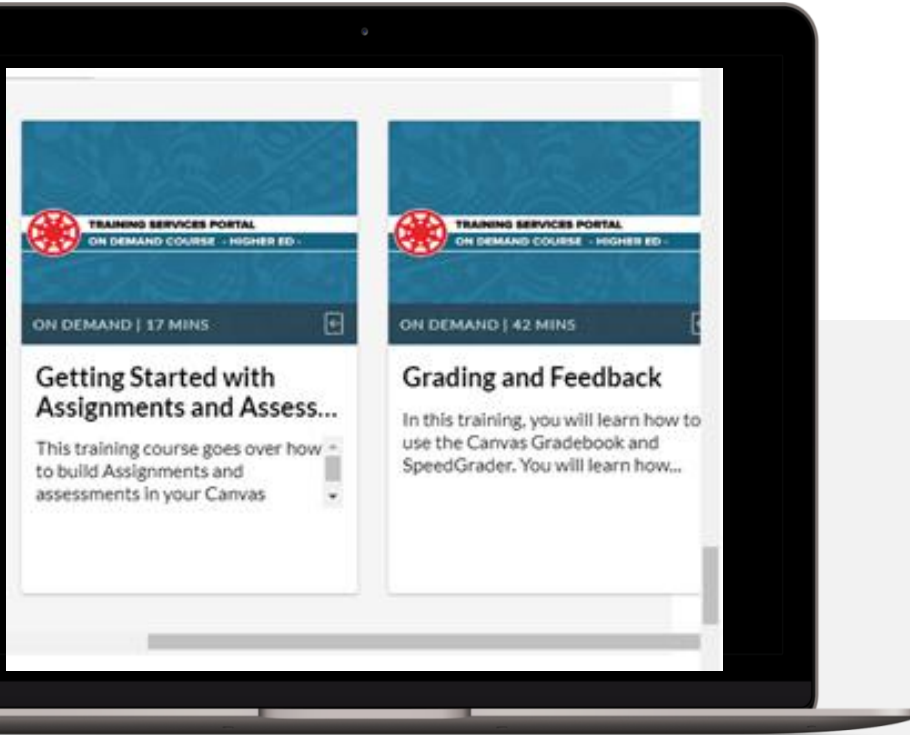 TRAINING SERVICES PORTAL
ON DEMAND COURSE - HIGHER ED -
ON DEMAND | 17 MINS
Getting Started with
Assignments and Assess...
This training course goes over how
to build Assignments and
assessments in your Canvas
TRAINING SERVICES PORTAL
ON DEMAND COURSE - HIGHER ED -
ON DEMAND | 42 MINS
Grading and Feedback
In this training, you will learn how to
use the Canvas Gradebook and
SpeedGrader. You will learn how...